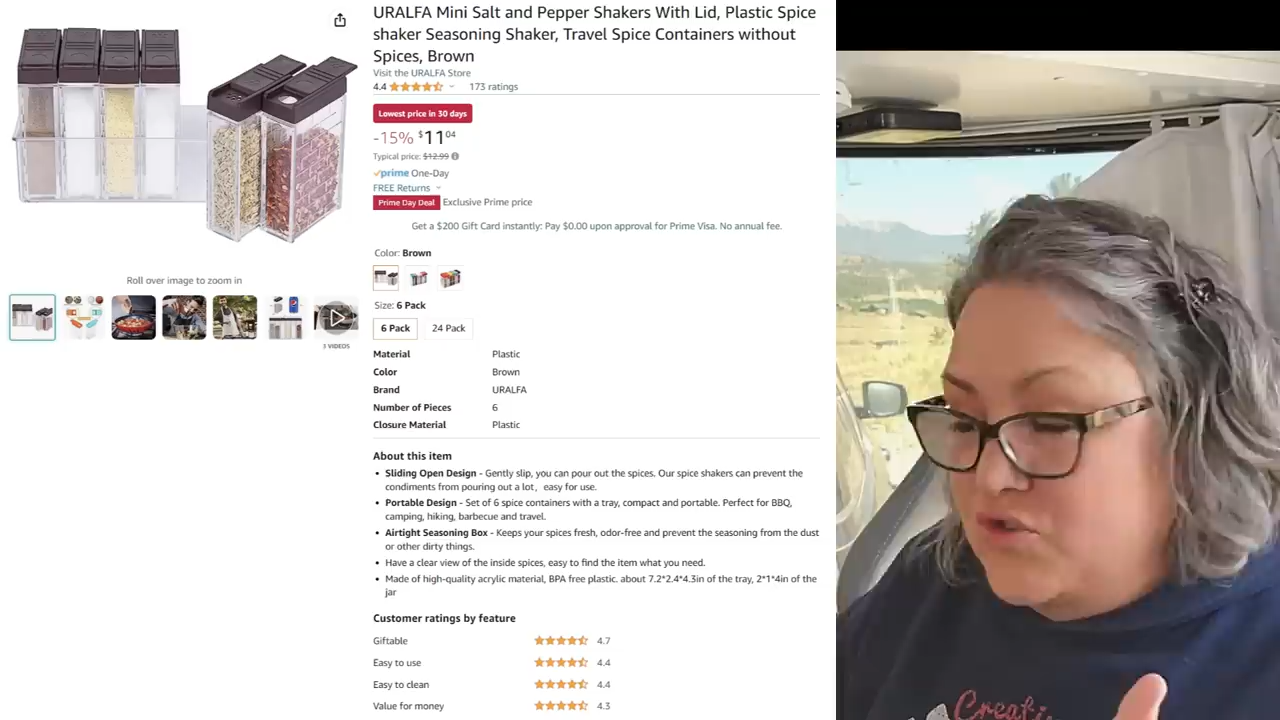 URALFA Mini Salt and Pepper Shakers With Lid, Plastic Spice
shaker Seasoning Shaker, Travel Spice Containers without
Spices, Brown
Visit the URALFA Store
4.4 173 ratings
Lowest price in 30 days
-15% $11 04
Typical price: $12.99
prime One-Day
FREE Returns
Prime Day Deal Exclusive Prime price
Get a $200 Gift Card instantly: Pay $0.00 upon approval for Prime Visa. No annual fee.
Color: Brown
Roll over image to zoom in
3 VIDEOS
Size: 6 Pack
6 Pack 24 Pack
Material Plastic
Color Brown
Brand URALFA
Number of Pieces 6
Closure Material Plastic
About this item
• Sliding Open Design - Gently slip, you can pour out the spices. Our spice shakers can prevent the
condiments from pouring out a lot，easy for use.
• Portable Design - Set of 6 spice containers with a tray, compact and portable. Perfect for BBQ,
camping, hiking, barbecue and travel.
• Airtight Seasoning Box - Keeps your spices fresh, odor-free and prevent the seasoning from the dust
or other dirty things.
• Have a clear view of the inside spices, easy to find the item what you need.
• Made of high-quality acrylic material, BPA free plastic. about 7.2*2.4*4.3in of the tray, 2*1*4in of the
jar
Customer ratings by feature
Giftable 4.7
Easy to use 4.4
Easy to clean 4.4
Value for money 4.3